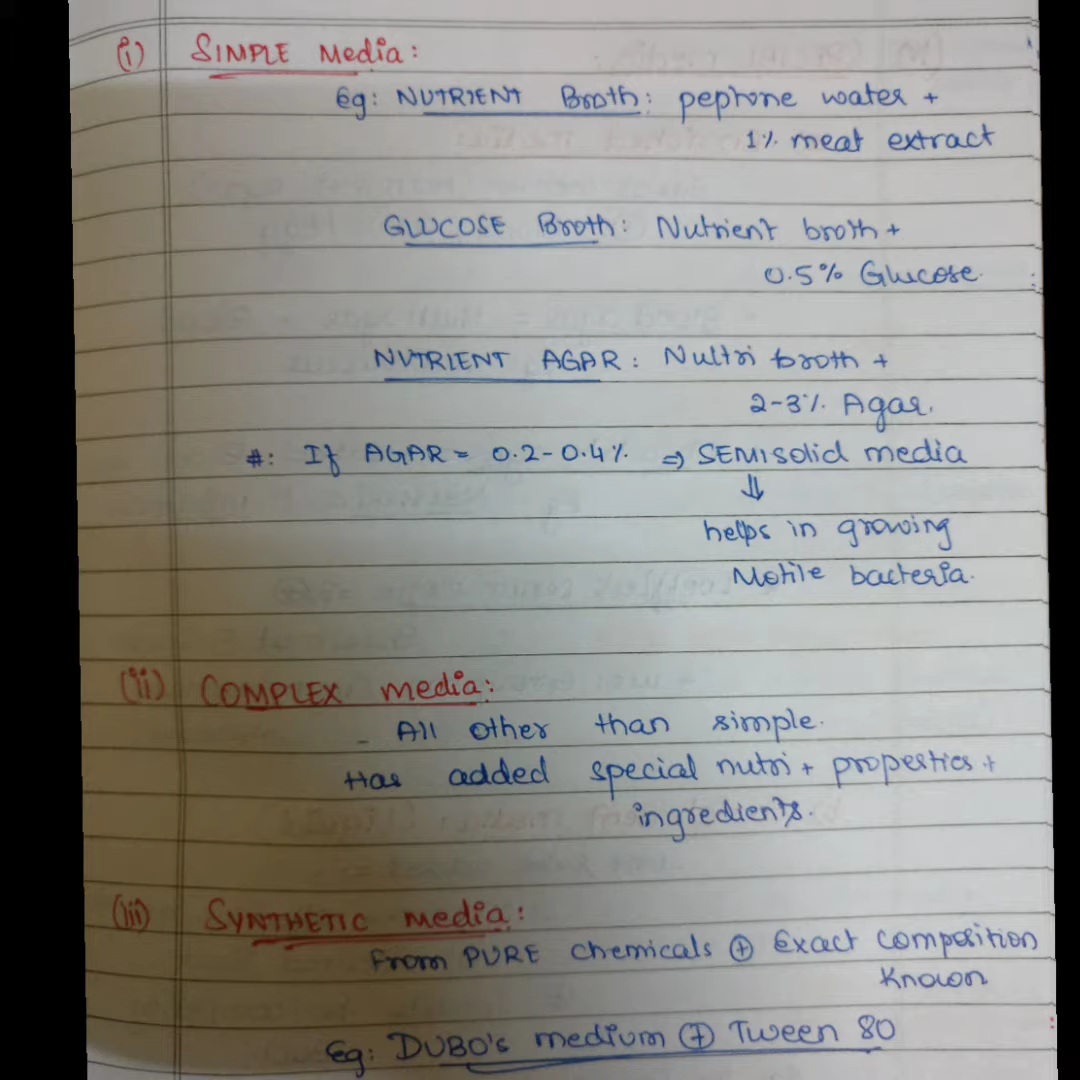 (i) SIMPLE Media:
Eg: NUTRIENT Broth: peptone water +
1% meat extract
GLUCOSE Broth: Nutrient broth +
0.5% Glucose.
NUTRIENT AGAR: Nultri broth +
2-3% Agar.
#: If AGAR = 0.2-0.4% ⇒ SEMIsolid media
⇓
helps in growing
Motile bacteria.
(ii) COMPLEX media:
- All other than simple.
Has added special nutri + properties +
ingredients.
(iii) SYNTHETIC media:
From PURE chemicals ⊕ Exact composition
Known
Eg: DUBO's medium ⊕ Tween 80